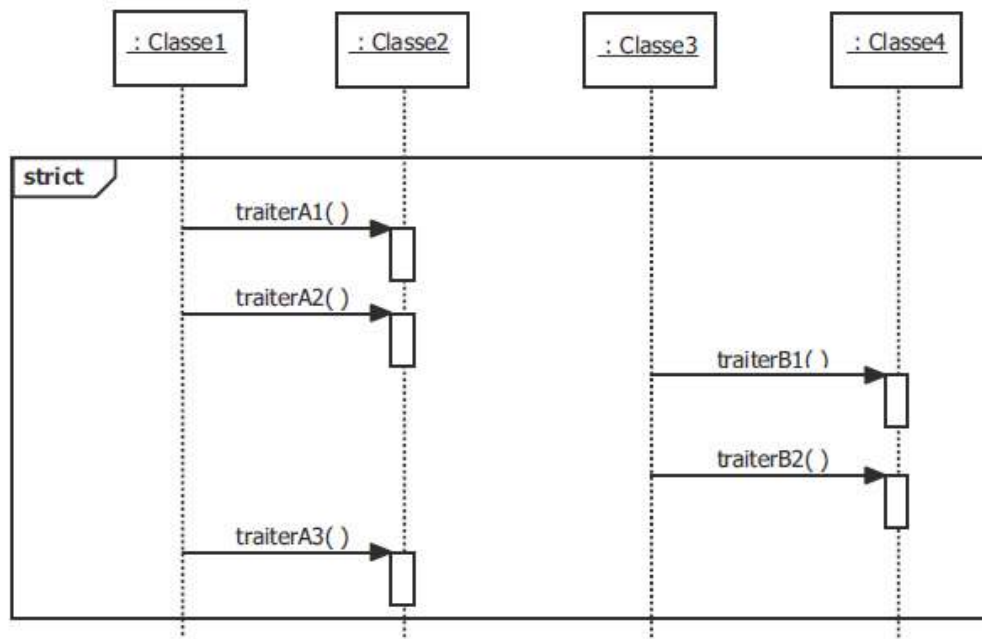 : Classe1
: Classe2
: Classe3
: Classe4
strict
traiterA1( )
traiterA2( )
traiterB1( )
traiterB2( )
traiterA3( )